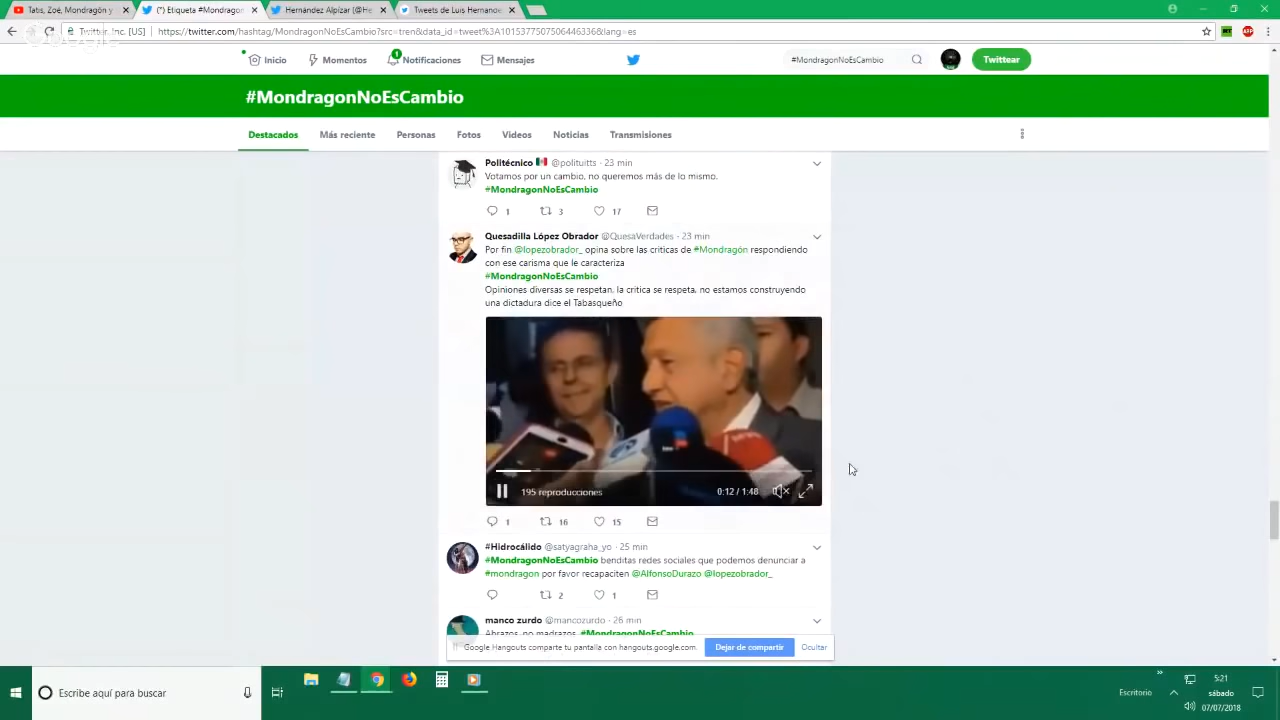 Tatis, Zoé, Mondragón y
(*) Etiqueta #Mondragon
Hernández Alpízar (@He
Tweets de Luis Hernande
Twitter, Inc. [US]
https://twitter.com/hashtag/MondragonNoEsCambio?src=tren&data_id=tweet%3A1015377507506446336&lang=es
Inicio
Momentos
1
Notificaciones
Mensajes
#MondragonNoEsCambio
Twittear
#MondragonNoEsCambio
Destacados
Más reciente
Personas
Fotos
Videos
Noticias
Transmisiones
Politécnico @polituitts · 23 min
Votamos por un cambio, no queremos más de lo mismo.
#MondragonNoEsCambio
1 3 17
Quesadilla López Obrador @QuesaVerdades · 23 min
Por fin @lopezobrador_ opina sobre las criticas de #Mondragón respondiendo
con ese carisma que le caracteriza
#MondragonNoEsCambio
Opiniones diversas se respetan, la critica se respeta, no estamos construyendo
una dictadura dice el Tabasqueño
195 reproducciones
0:12 / 1:48
1 16 15
#Hidrocálido @satyagraha_yo · 25 min
#MondragonNoEsCambio benditas redes sociales que podemos denunciar a
#mondragon por favor recapaciten @AlfonsoDurazo @lopezobrador_
2 1
manco zurdo @mancozurdo · 26 min
Abrazos, no madrazos. #MondragonNoEsCambio
Google Hangouts comparte tu pantalla con hangouts.google.com.
Dejar de compartir
Ocultar
Escribe aquí para buscar
Escritorio
5:21
sábado
07/07/2018